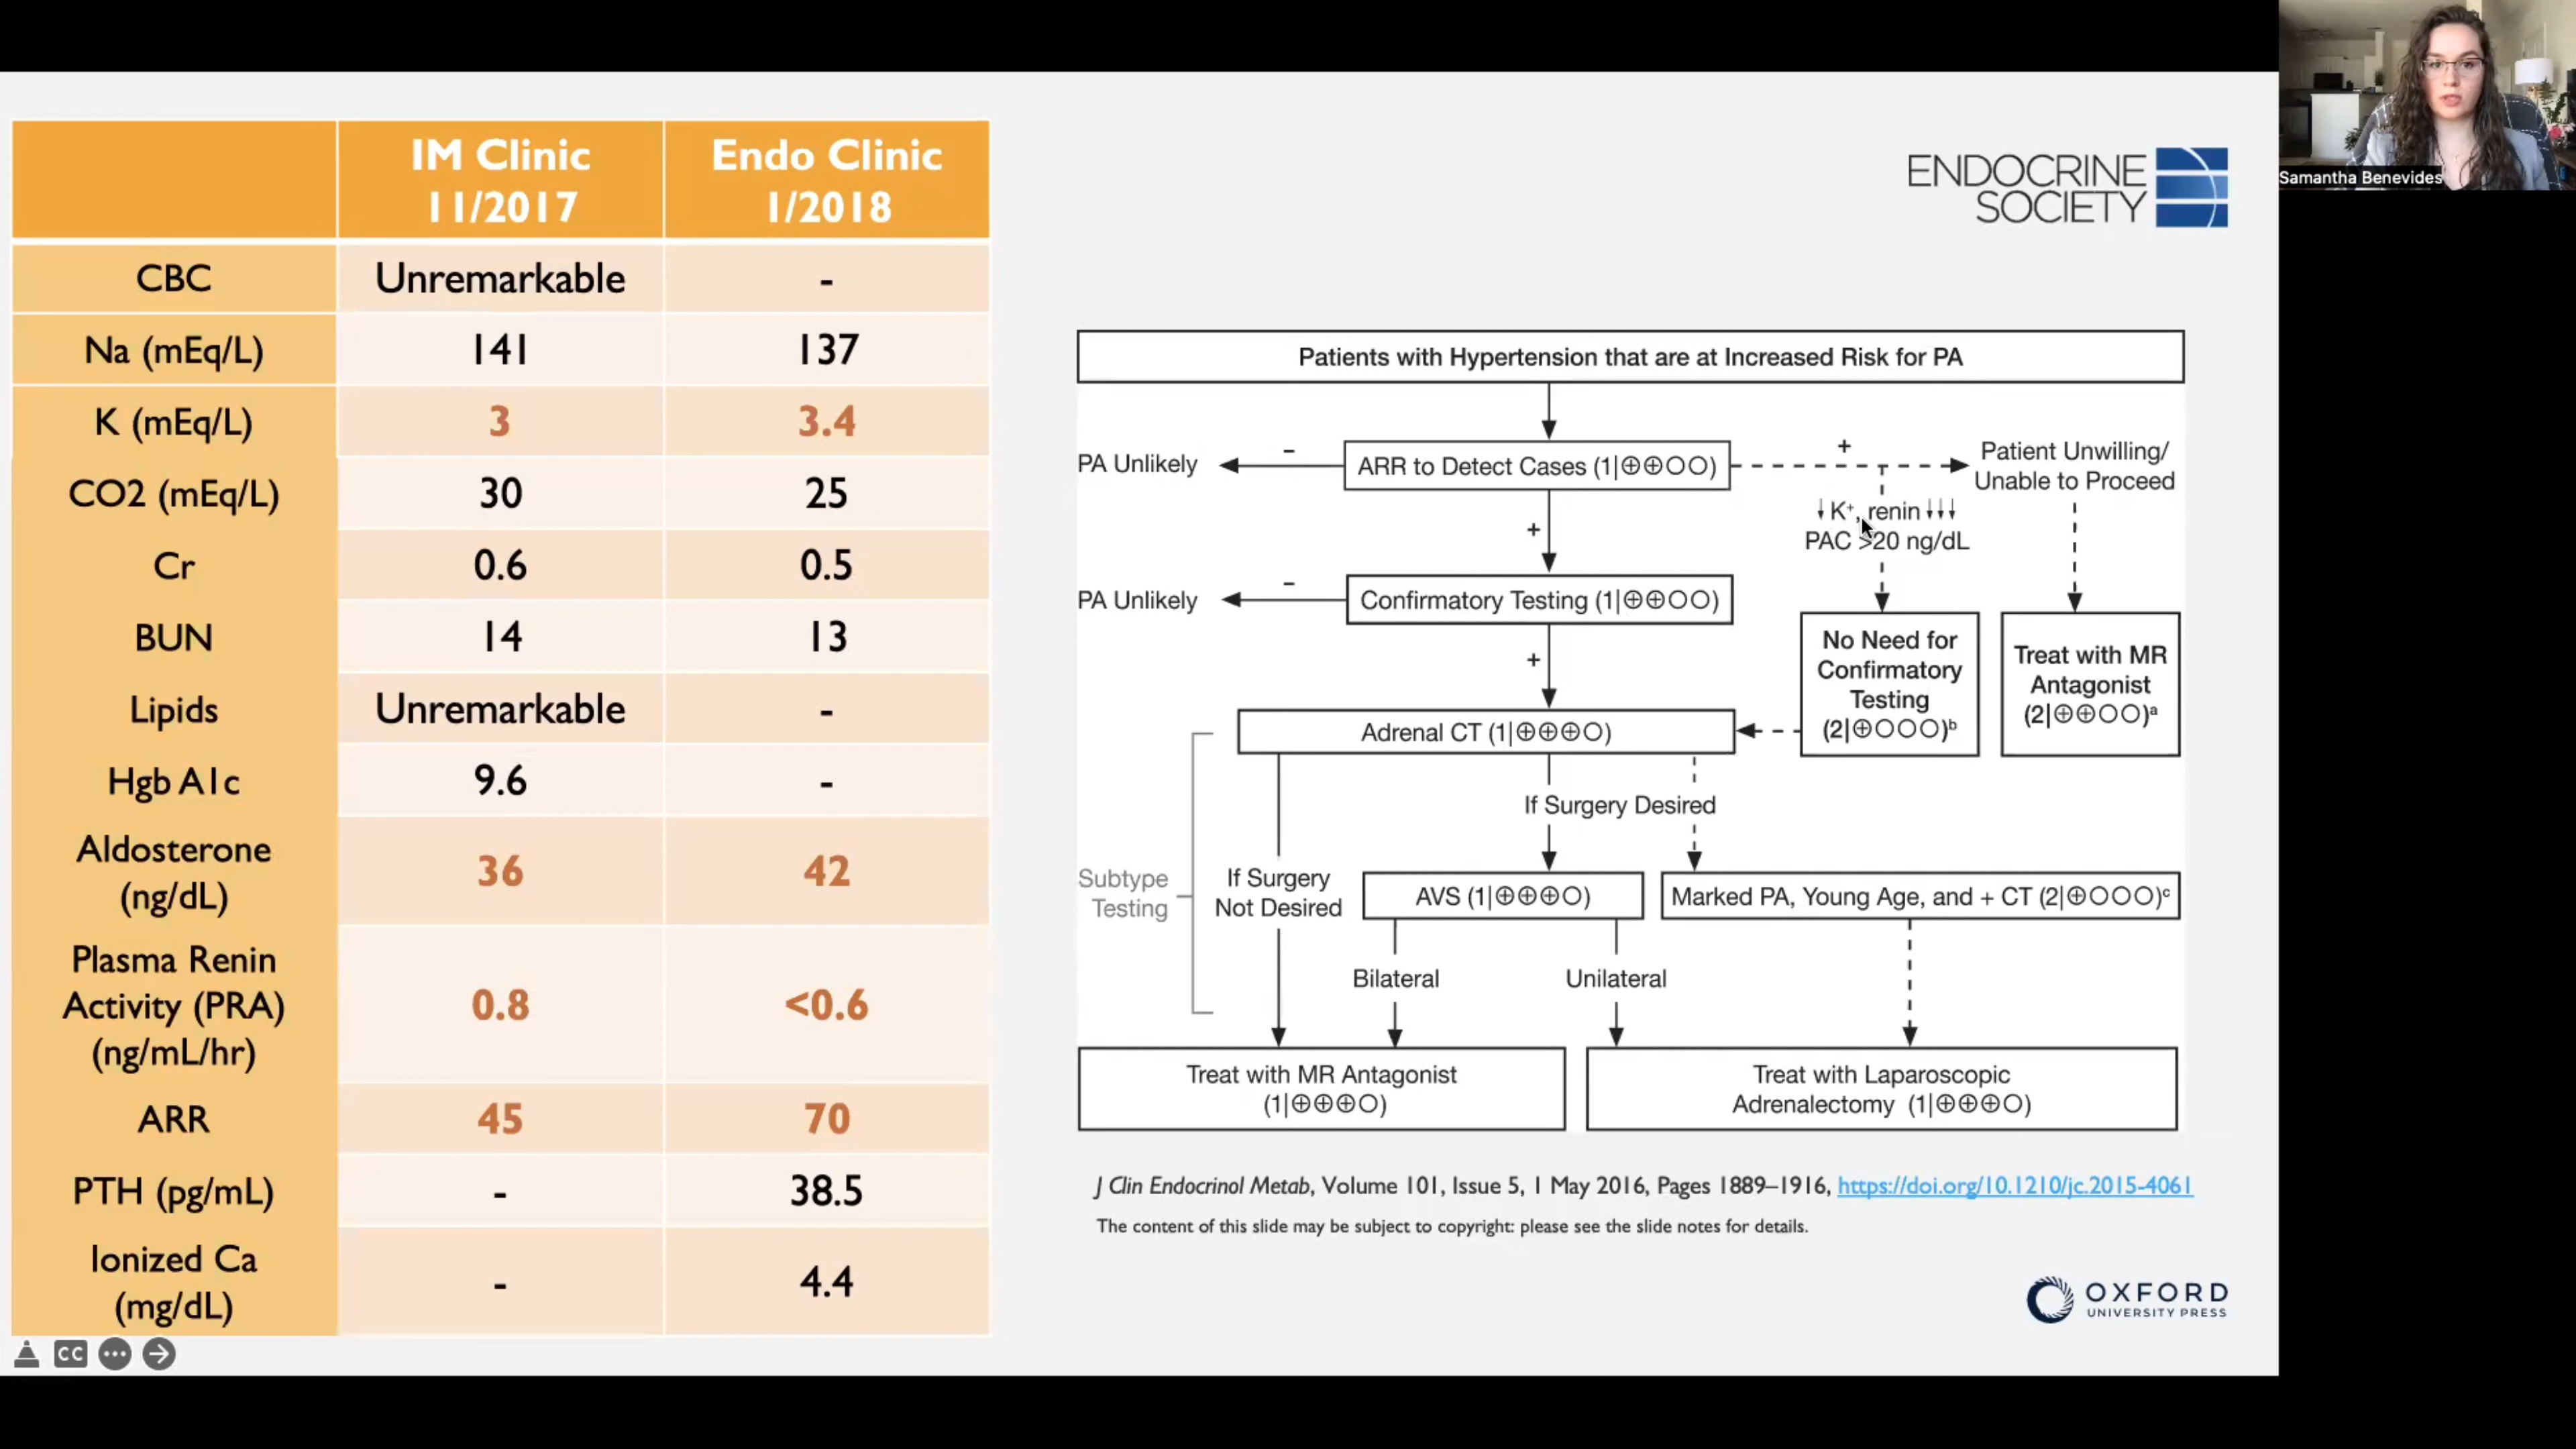 IM Clinic
11/2017
Endo Clinic
1/2018
CBC
Unremarkable
-
Na (mEq/L)
141
137
K (mEq/L)
3
3.4
CO2 (mEq/L)
30
25
Cr
0.6
0.5
BUN
14
13
Lipids
Unremarkable
-
Hgb A1c
9.6
-
Aldosterone
(ng/dL)
36
42
Plasma Renin
Activity (PRA)
(ng/mL/hr)
0.8
<0.6
ARR
45
70
PTH (pg/mL)
-
38.5
Ionized Ca
(mg/dL)
-
4.4
CC
ENDOCRINE
SOCIETY
Samantha Benevides
Patients with Hypertension that are at Increased Risk for PA
PA Unlikely
–
ARR to Detect Cases (1|⊕⊕○○)
+
Patient Unwilling/
Unable to Proceed
+
↓K⁺, renin ↓↓↓
PAC >20 ng/dL
PA Unlikely
–
Confirmatory Testing (1|⊕⊕○○)
+
No Need for
Confirmatory
Testing
(2|⊕○○○)ᵇ
Treat with MR
Antagonist
(2|⊕⊕○○)ᵃ
Adrenal CT (1|⊕⊕⊕○)
If Surgery Desired
Subtype
Testing
If Surgery
Not Desired
AVS (1|⊕⊕⊕○)
Marked PA, Young Age, and + CT (2|⊕○○○)ᶜ
Bilateral
Unilateral
Treat with MR Antagonist
(1|⊕⊕⊕○)
Treat with Laparoscopic
Adrenalectomy (1|⊕⊕⊕○)
J Clin Endocrinol Metab, Volume 101, Issue 5, 1 May 2016, Pages 1889–1916, https://doi.org/10.1210/jc.2015-4061
The content of this slide may be subject to copyright: please see the slide notes for details.
OXFORD
UNIVERSITY PRESS